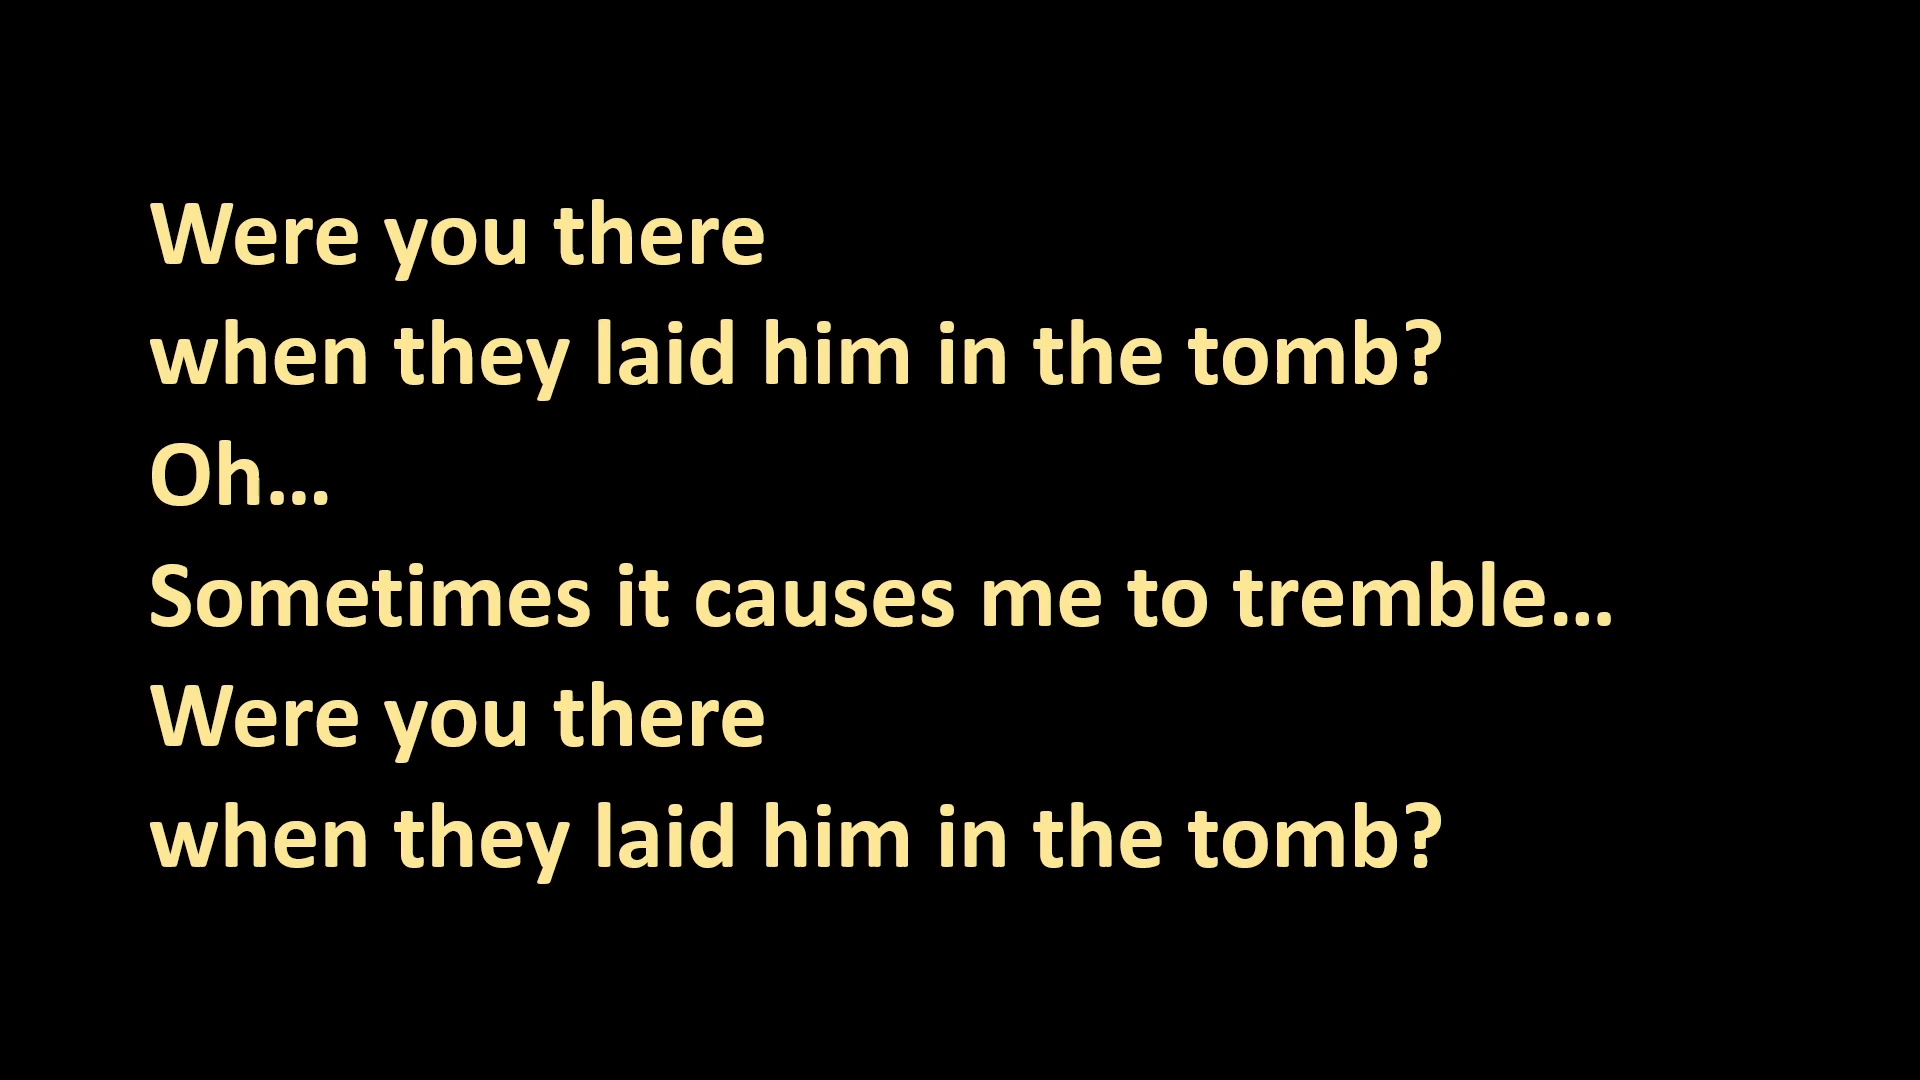 Were you there
when they laid him in the tomb?
Oh…
Sometimes it causes me to tremble…
Were you there
when they laid him in the tomb?